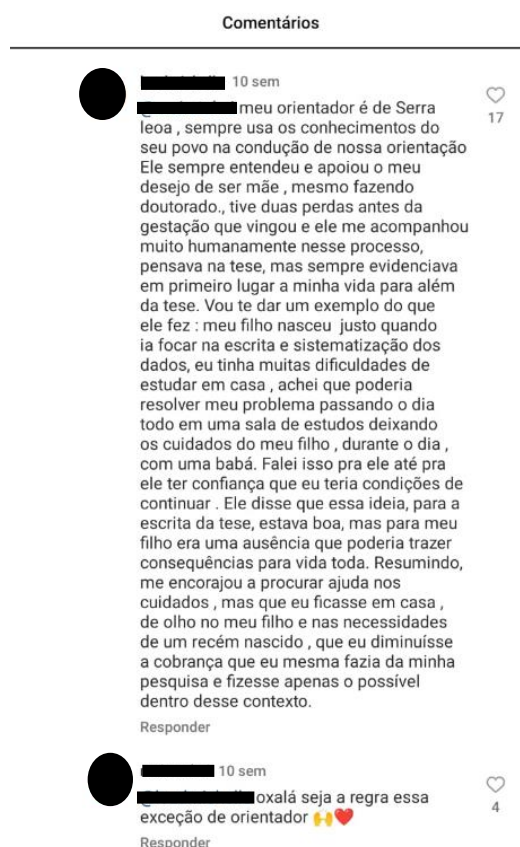 Comentários
10 sem
meu orientador é de Serra
17
leoa , sempre usa os conhecimentos do
seu povo na condução de nossa orientação
Ele sempre entendeu e apoiou o meu
desejo de ser mãe , mesmo fazendo
doutorado., tive duas perdas antes da
gestação que vingou e ele me acompanhou
muito humanamente nesse processo,
pensava na tese, mas sempre evidenciava
em primeiro lugar a minha vida para além
da tese. Vou te dar um exemplo do que
ele fez : meu filho nasceu justo quando
ia focar na escrita e sistematização dos
dados, eu tinha muitas dificuldades de
estudar em casa , achei que poderia
resolver meu problema passando o dia
todo em uma sala de estudos deixando
os cuidados do meu filho , durante o dia ,
com uma babá. Falei isso pra ele até pra
ele ter confiança que eu teria condições de
continuar . Ele disse que essa ideia, para a
escrita da tese, estava boa, mas para meu
filho era uma ausência que poderia trazer
consequências para vida toda. Resumindo,
me encorajou a procurar ajuda nos
cuidados , mas que eu ficasse em casa ,
de olho no meu filho e nas necessidades
de um recém nascido , que eu diminuísse
a cobrança que eu mesma fazia da minha
pesquisa e fizesse apenas o possível
dentro desse contexto.
Responder
10 sem
oxalá seja a regra essa
4
exceção de orientador 🙌❤️
Responder